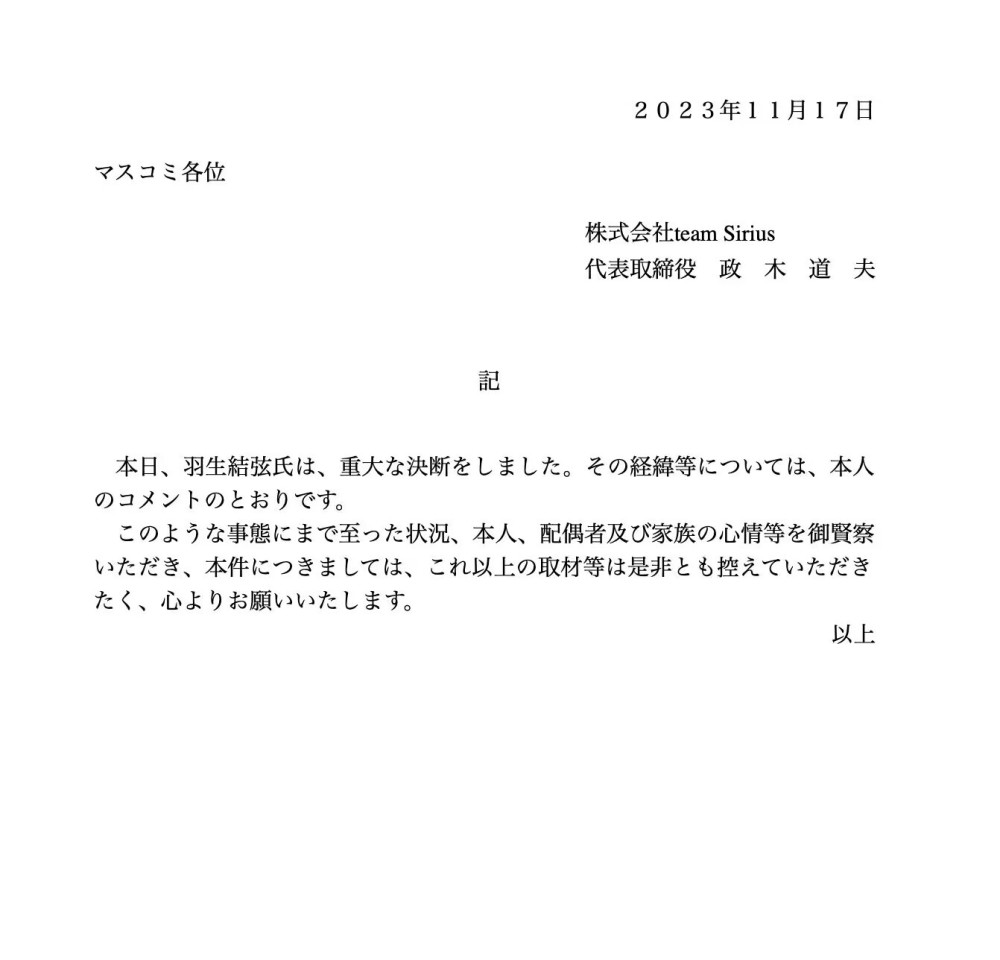 ２０２３年１１月１７日
マスコミ各位
株式会社team Sirius
代表取締役　政　木　道　夫
記
　本日、羽生結弦氏は、重大な決断をしました。その経緯等については、本人
のコメントのとおりです。
　このような事態にまで至った状況、本人、配偶者及び家族の心情等を御賢察
いただき、本件につきましては、これ以上の取材等は是非とも控えていただき
たく、心よりお願いいたします。
以上